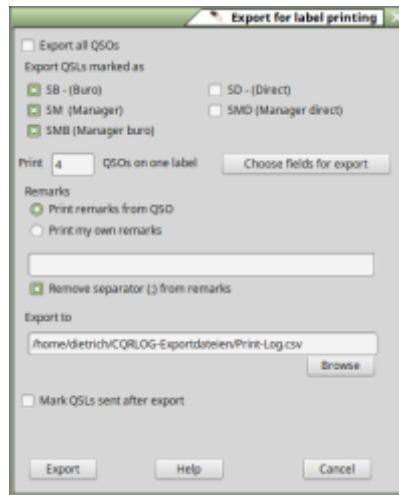 Export for label printing
Export all QSOs
Export QSLs marked as
SB - (Buro) SD - (Direct)
SM (Manager) SMD (Manager direct)
SMB (Manager buro)
Print 4 QSOs on one label Choose fields for export
Remarks
Print remarks from QSO
Print my own remarks
Remove separator (;) from remarks
Export to
/home/dietrich/CQRLOG-Exportdateien/Print-Log.csv
Browse
Mark QSLs sent after export
Export Help Cancel